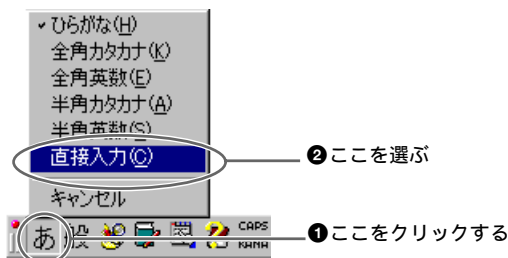 ひらがな(H)
全角カタカナ(K)
全角英数(E)
半角カタカナ(A)
半角英数(S)
直接入力(C)
❷ここを選ぶ
キャンセル
あ 般 CAPS
KANA
❶ここをクリックする